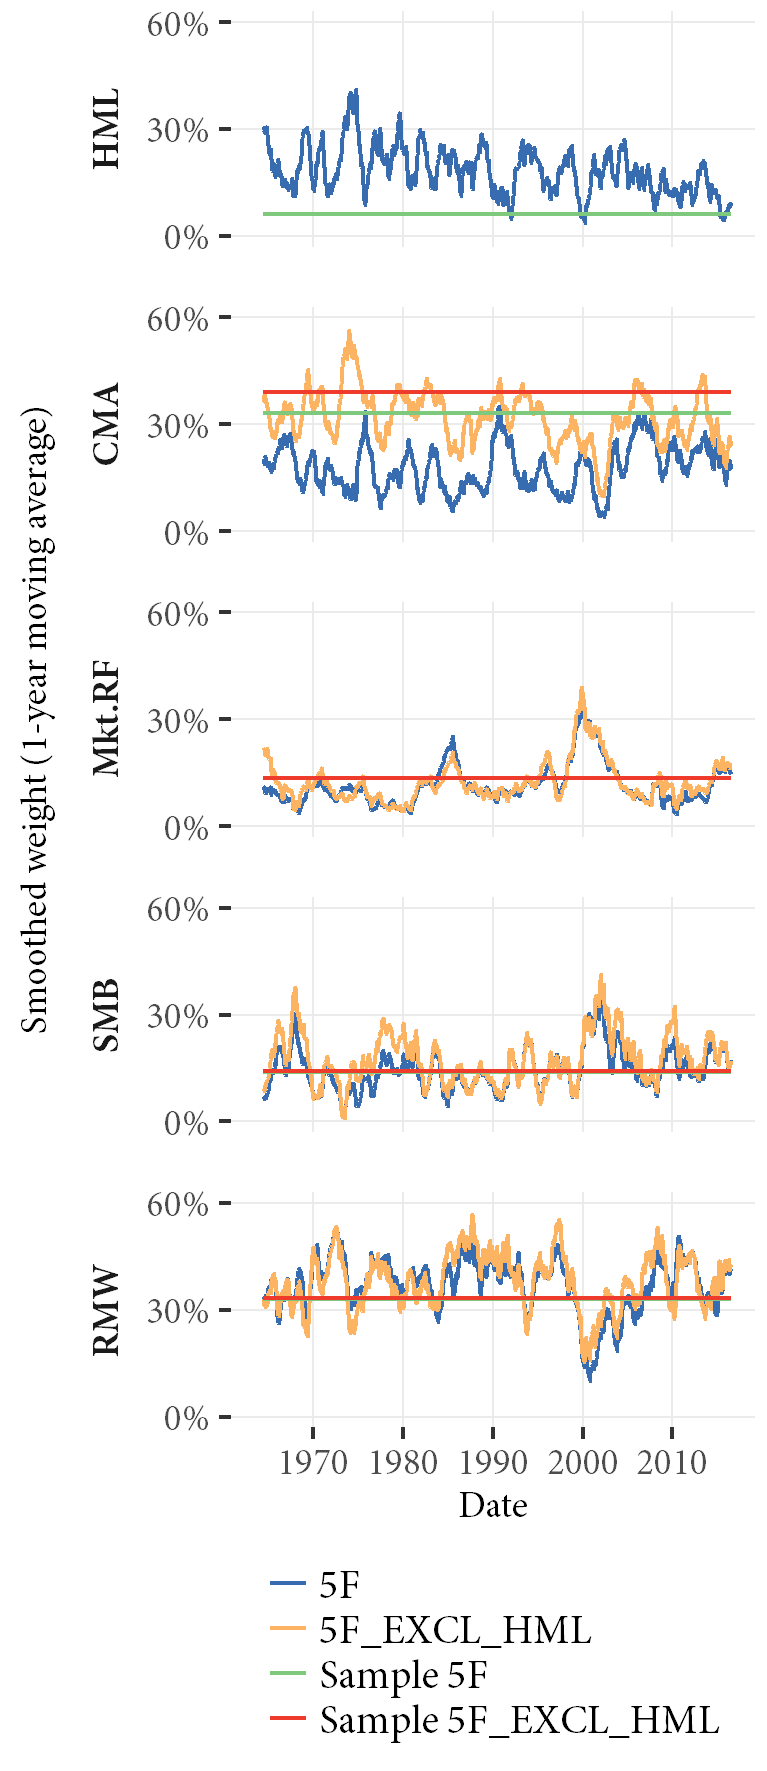 Smoothed weight (1-year moving average)
HML
60%
30%
0%
CMA
60%
30%
0%
Mkt.RF
60%
30%
0%
SMB
60%
30%
0%
RMW
60%
30%
0%
1970 1980 1990 2000 2010
Date
5F
5F_EXCL_HML
Sample 5F
Sample 5F_EXCL_HML